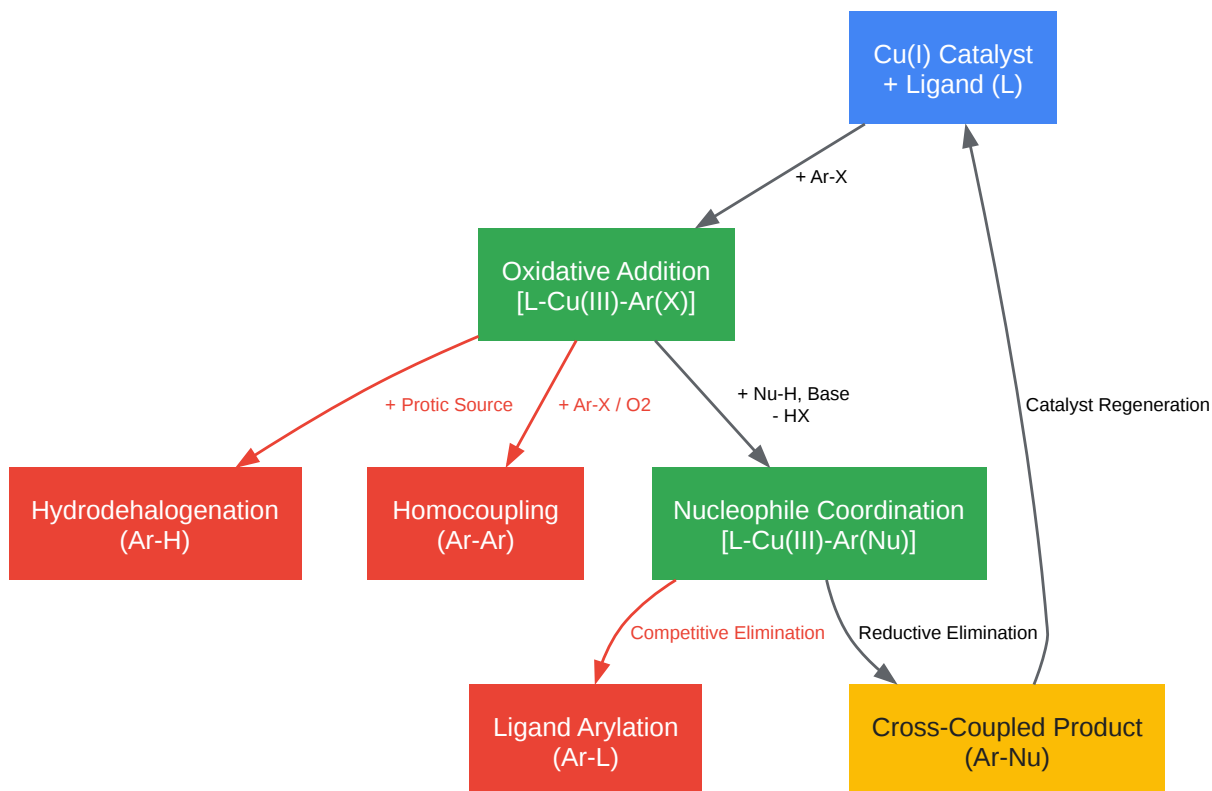 Cu(I) Catalyst
+ Ligand (L)
+ Ar-X
Oxidative Addition
[L-Cu(III)-Ar(X)]
+ Protic Source
+ Ar-X / O2
+ Nu-H, Base
- HX
Catalyst Regeneration
Hydrodehalogenation
(Ar-H)
Homocoupling
(Ar-Ar)
Nucleophile Coordination
[L-Cu(III)-Ar(Nu)]
Competitive Elimination
Reductive Elimination
Ligand Arylation
(Ar-L)
Cross-Coupled Product
(Ar-Nu)